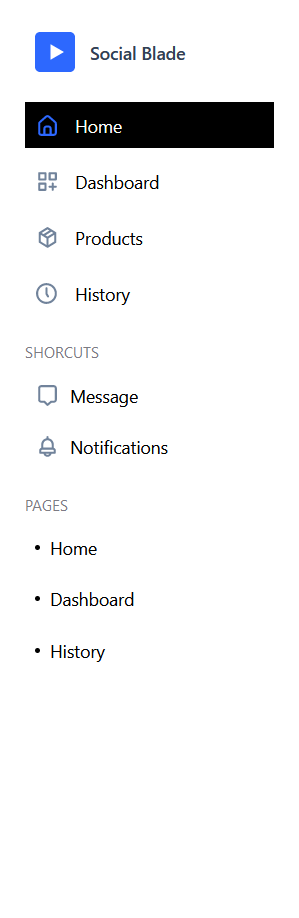 Social Blade
Home
Dashboard
Products
History
SHORCUTS
Message
Notifications
PAGES
• Home
• Dashboard
• History